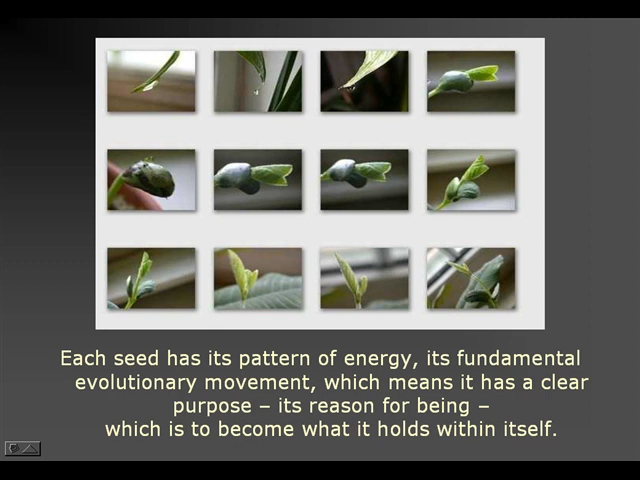 Each seed has its pattern of energy, its fundamental
evolutionary movement, which means it has a clear
purpose – its reason for being –
which is to become what it holds within itself.